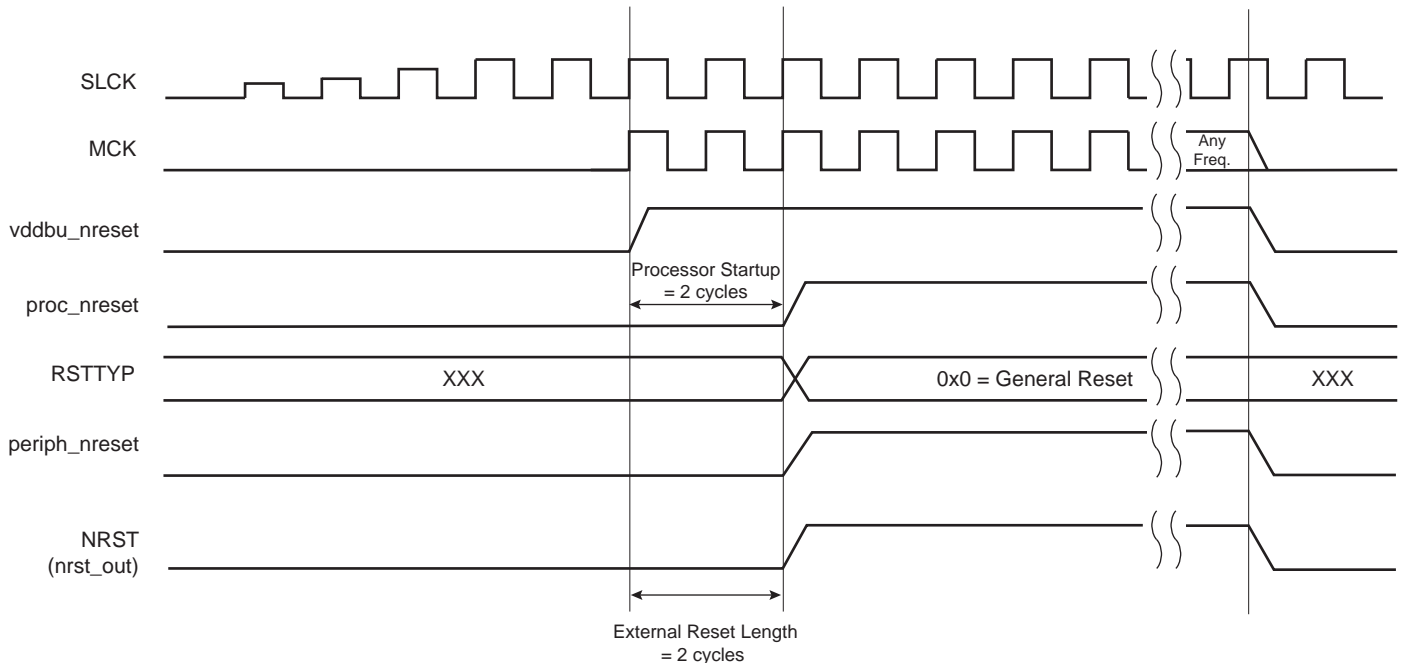 SLCK
MCK
Any
Freq.
vddbu_nreset
Processor Startup
= 2 cycles
proc_nreset
RSTTYP
XXX
0x0 = General Reset
XXX
periph_nreset
NRST
(nrst_out)
External Reset Length
= 2 cycles